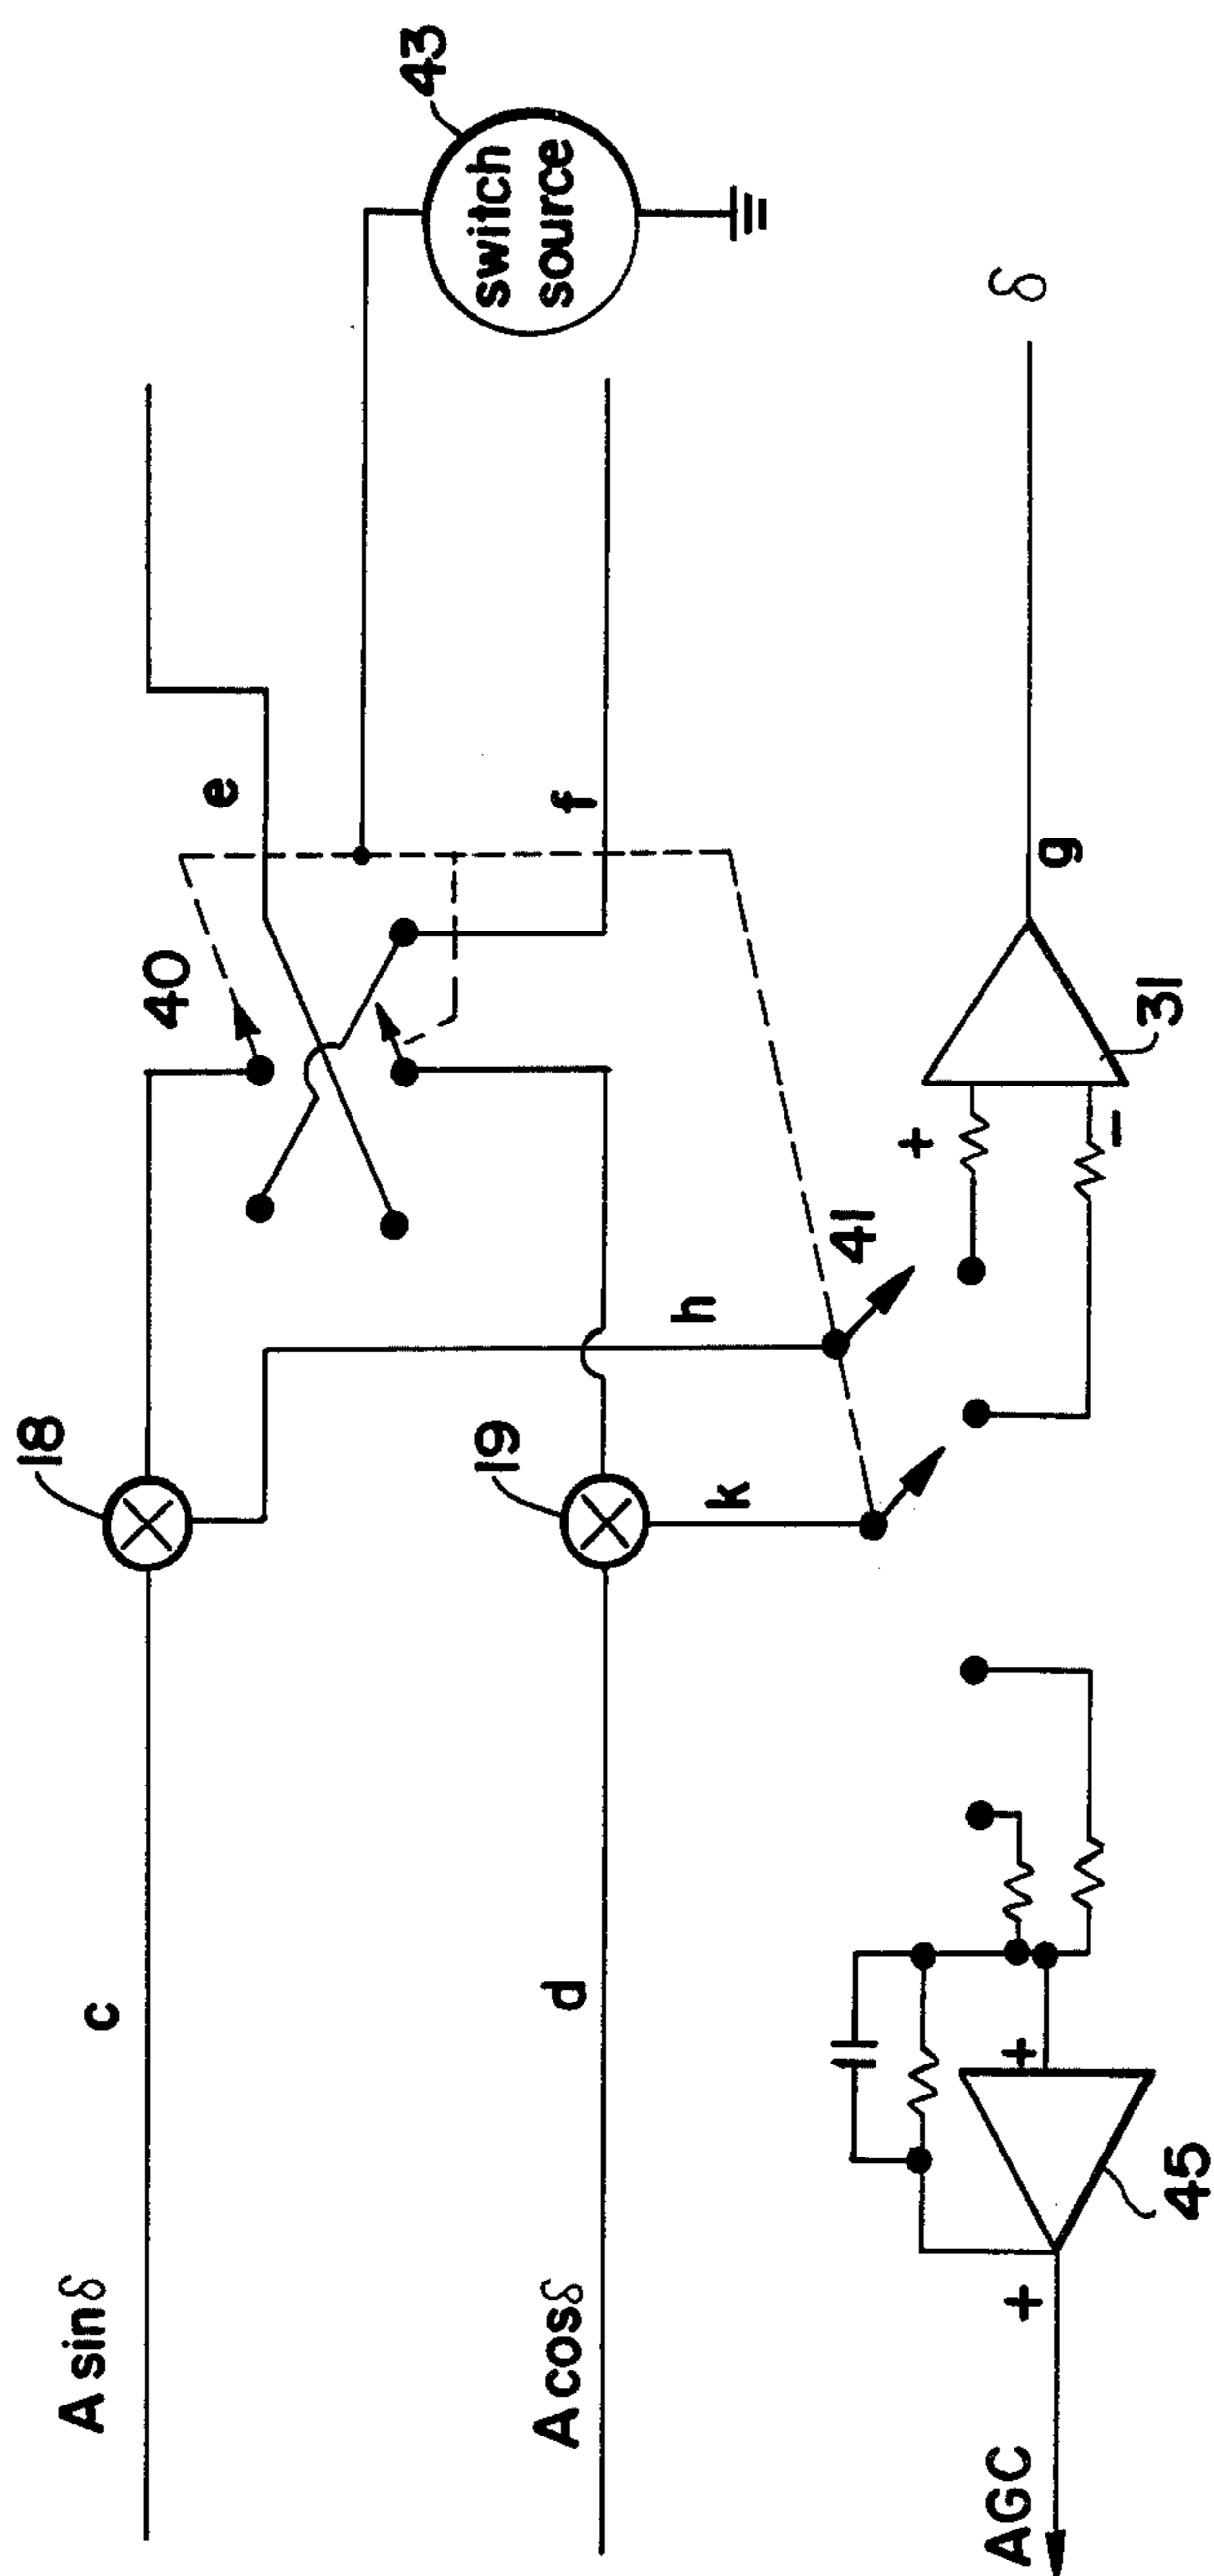 A sinδ
c
18
40
e
43
switch
source
A cosδ
d
19
k
h
f
41
AGC
+
45
+
+
−
31
g
δ